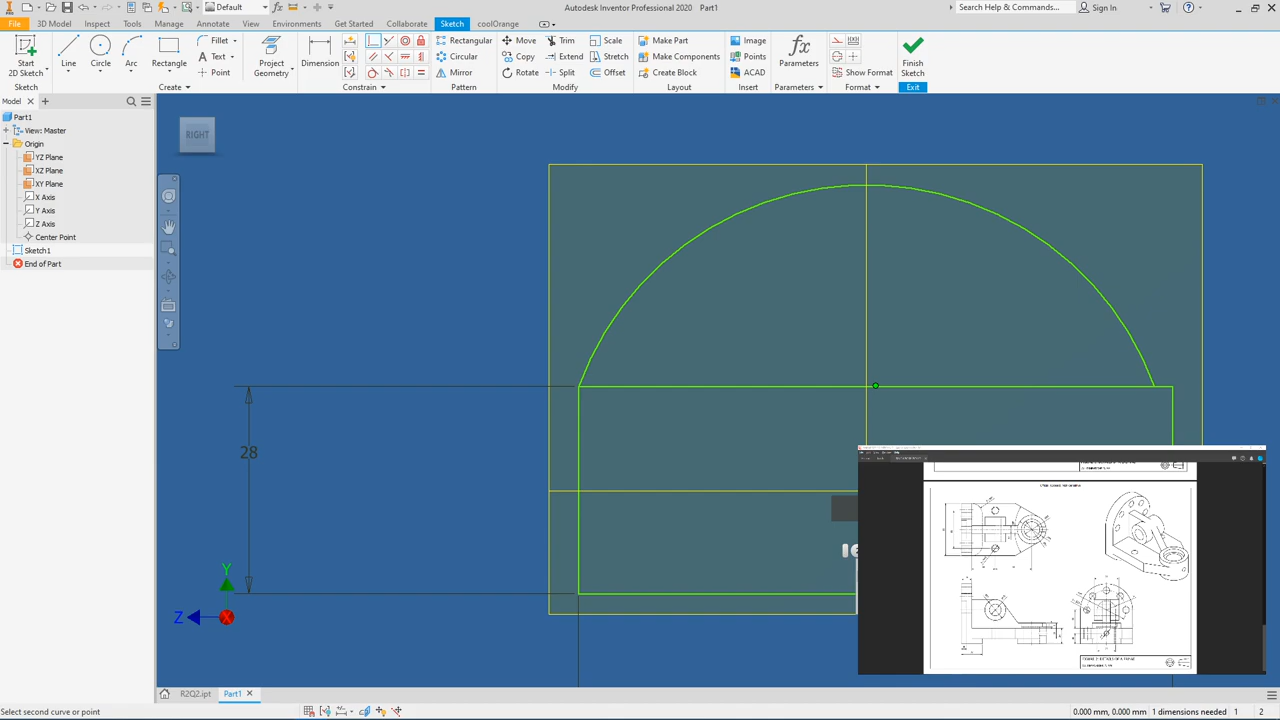 Default
Autodesk Inventor Professional 2020 Part1
Search Help & Commands...
Sign In
File 3D Model Inspect Tools Manage Annotate View Environments Get Started Collaborate Sketch coolOrange
Start
2D Sketch
Line Circle Arc Rectangle
Fillet
Text
Point
Project
Geometry
Dimension
Rectangular
Circular
Mirror
Move Trim Scale
Copy Extend Stretch
Rotate Split Offset
Make Part
Make Components
Create Block
Parameters
Image
Points
ACAD
Show Format
Finish
Sketch
Sketch Create Constrain Pattern Modify Layout Parameters Insert Format Exit
Model
Part1
View: Master
Origin
YZ Plane
XZ Plane
XY Plane
X Axis
Y Axis
Z Axis
Center Point
Sketch1
End of Part
RIGHT
28
Y
Z
X
R2Q2.ipt Part1
Select second curve or point
0.000 mm, 0.000 mm 1 dimensions needed 1 2